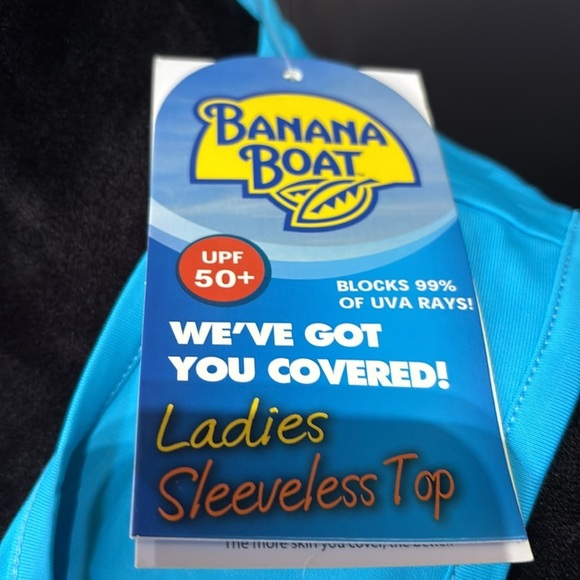 BANANA
BOAT™
UPF
50+
BLOCKS 99%
OF UVA RAYS!
WE'VE GOT
YOU COVERED!
Ladies
Sleeveless Top
The more skin you cover, the better